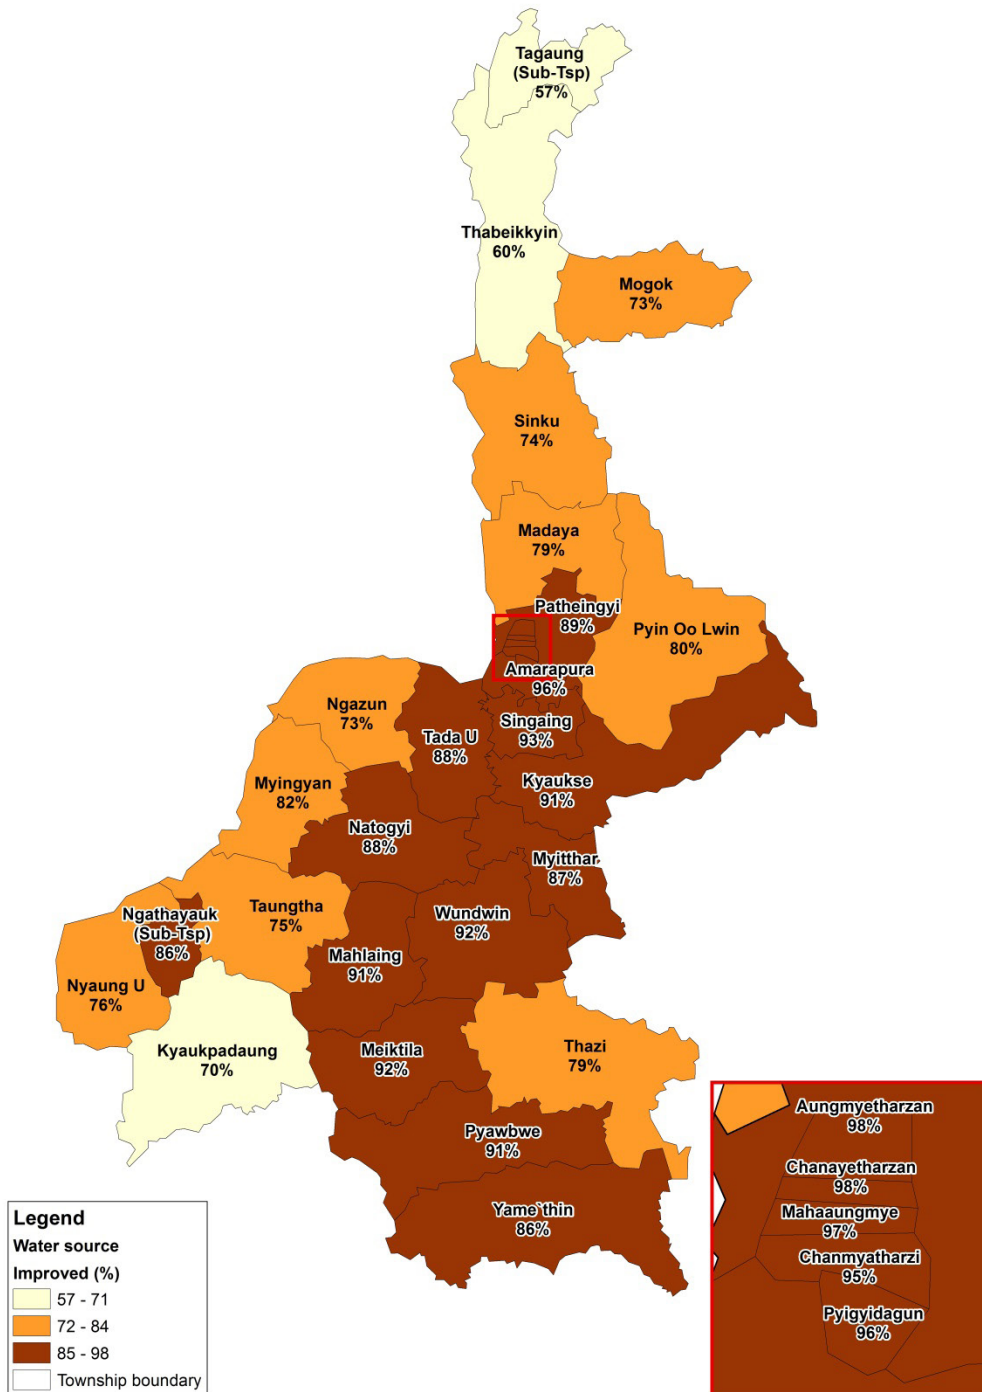 Tagaung
(Sub-Tsp)
57%
Thabeikkyin
60%
Mogok
73%
Sinku
74%
Madaya
79%
Patheingyi
89%
Pyin Oo Lwin
80%
Amarapura
96%
Ngazun
73%
Tada U
88%
Singaing
93%
Kyaukse
91%
Myingyan
82%
Natogyi
88%
Myitthar
87%
Taungtha
75%
Ngathayauk
(Sub-Tsp)
86%
Wundwin
92%
Mahlaing
91%
Nyaung U
76%
Kyaukpadaung
70%
Meiktila
92%
Thazi
79%
Pyawbwe
91%
Yame`thin
86%
Aungmyetharzan
98%
Chanayetharzan
98%
Mahaaungmye
97%
Chanmyatharzi
95%
Pyigyidagun
96%
Legend
Water source
Improved (%)
57 - 71
72 - 84
85 - 98
Township boundary